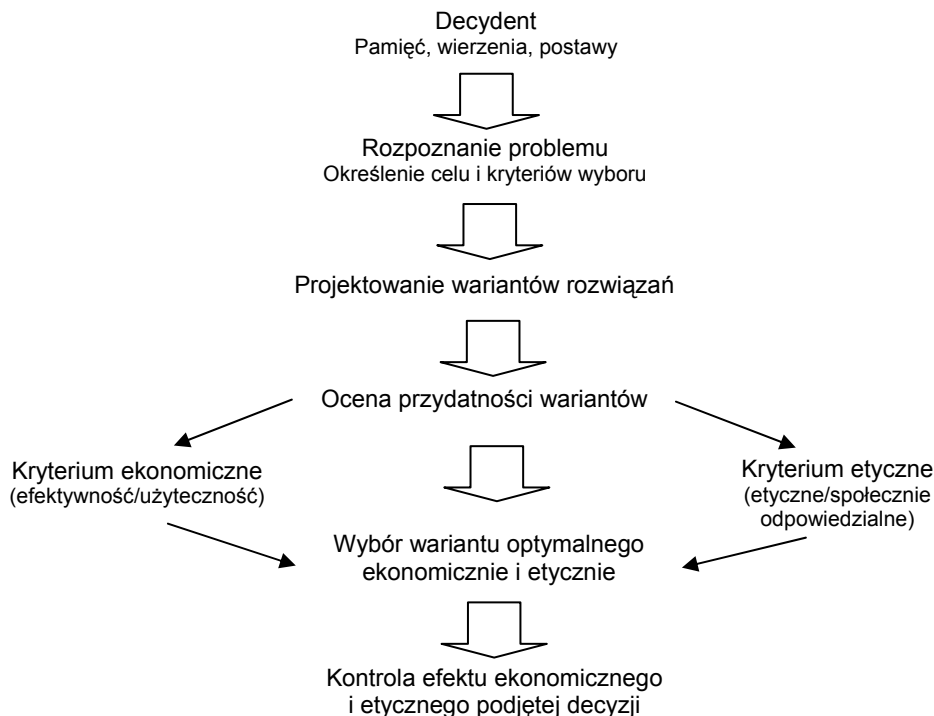 Decydent
Pamięć, wierzenia, postawy
Rozpoznanie problemu
Określenie celu i kryteriów wyboru
Projektowanie wariantów rozwiązań
Ocena przydatności wariantów
Kryterium ekonomiczne
(efektywność/użyteczność)
Kryterium etyczne
(etyczne/społecznie
odpowiedzialne)
Wybór wariantu optymalnego
ekonomicznie i etycznie
Kontrola efektu ekonomicznego
i etycznego podjętej decyzji